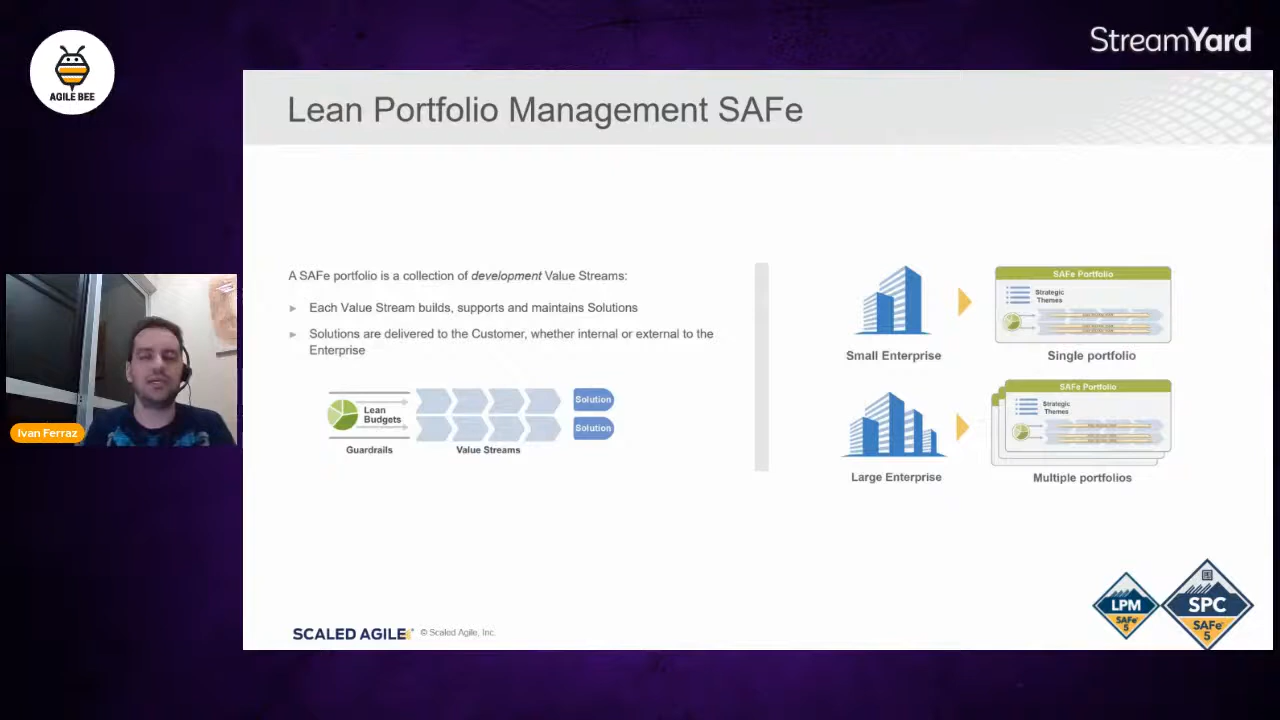 AGILE BEE
StreamYard
Lean Portfolio Management SAFe
A SAFe portfolio is a collection of development Value Streams:
Each Value Stream builds, supports and maintains Solutions
Solutions are delivered to the Customer, whether internal or external to the
Enterprise
Lean
Budgets
Guardrails
Value Streams
Solution
Solution
Small Enterprise
SAFe Portfolio
Strategic
Themes
Single portfolio
Large Enterprise
SAFe Portfolio
Strategic
Themes
Multiple portfolios
Ivan Ferraz
SCALED AGILE
© Scaled Agile, Inc.
LPM
SAFe
5
SPC
SAFe
5